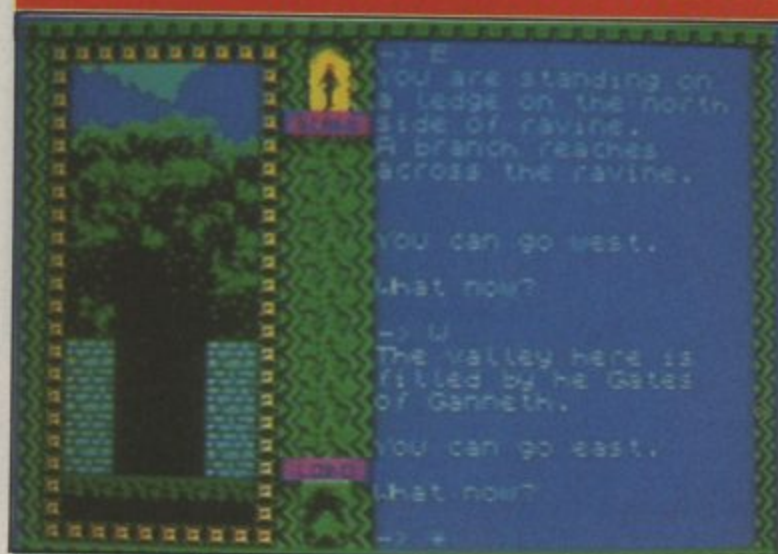 -> E
You are standing on
a ledge on the north
side of ravine.
A branch reaches
across the ravine.
You can go west.
What now?
-> W
The valley here is
filled by he Gates
of Ganneth.
You can go east.
What now?
-> +
LORD